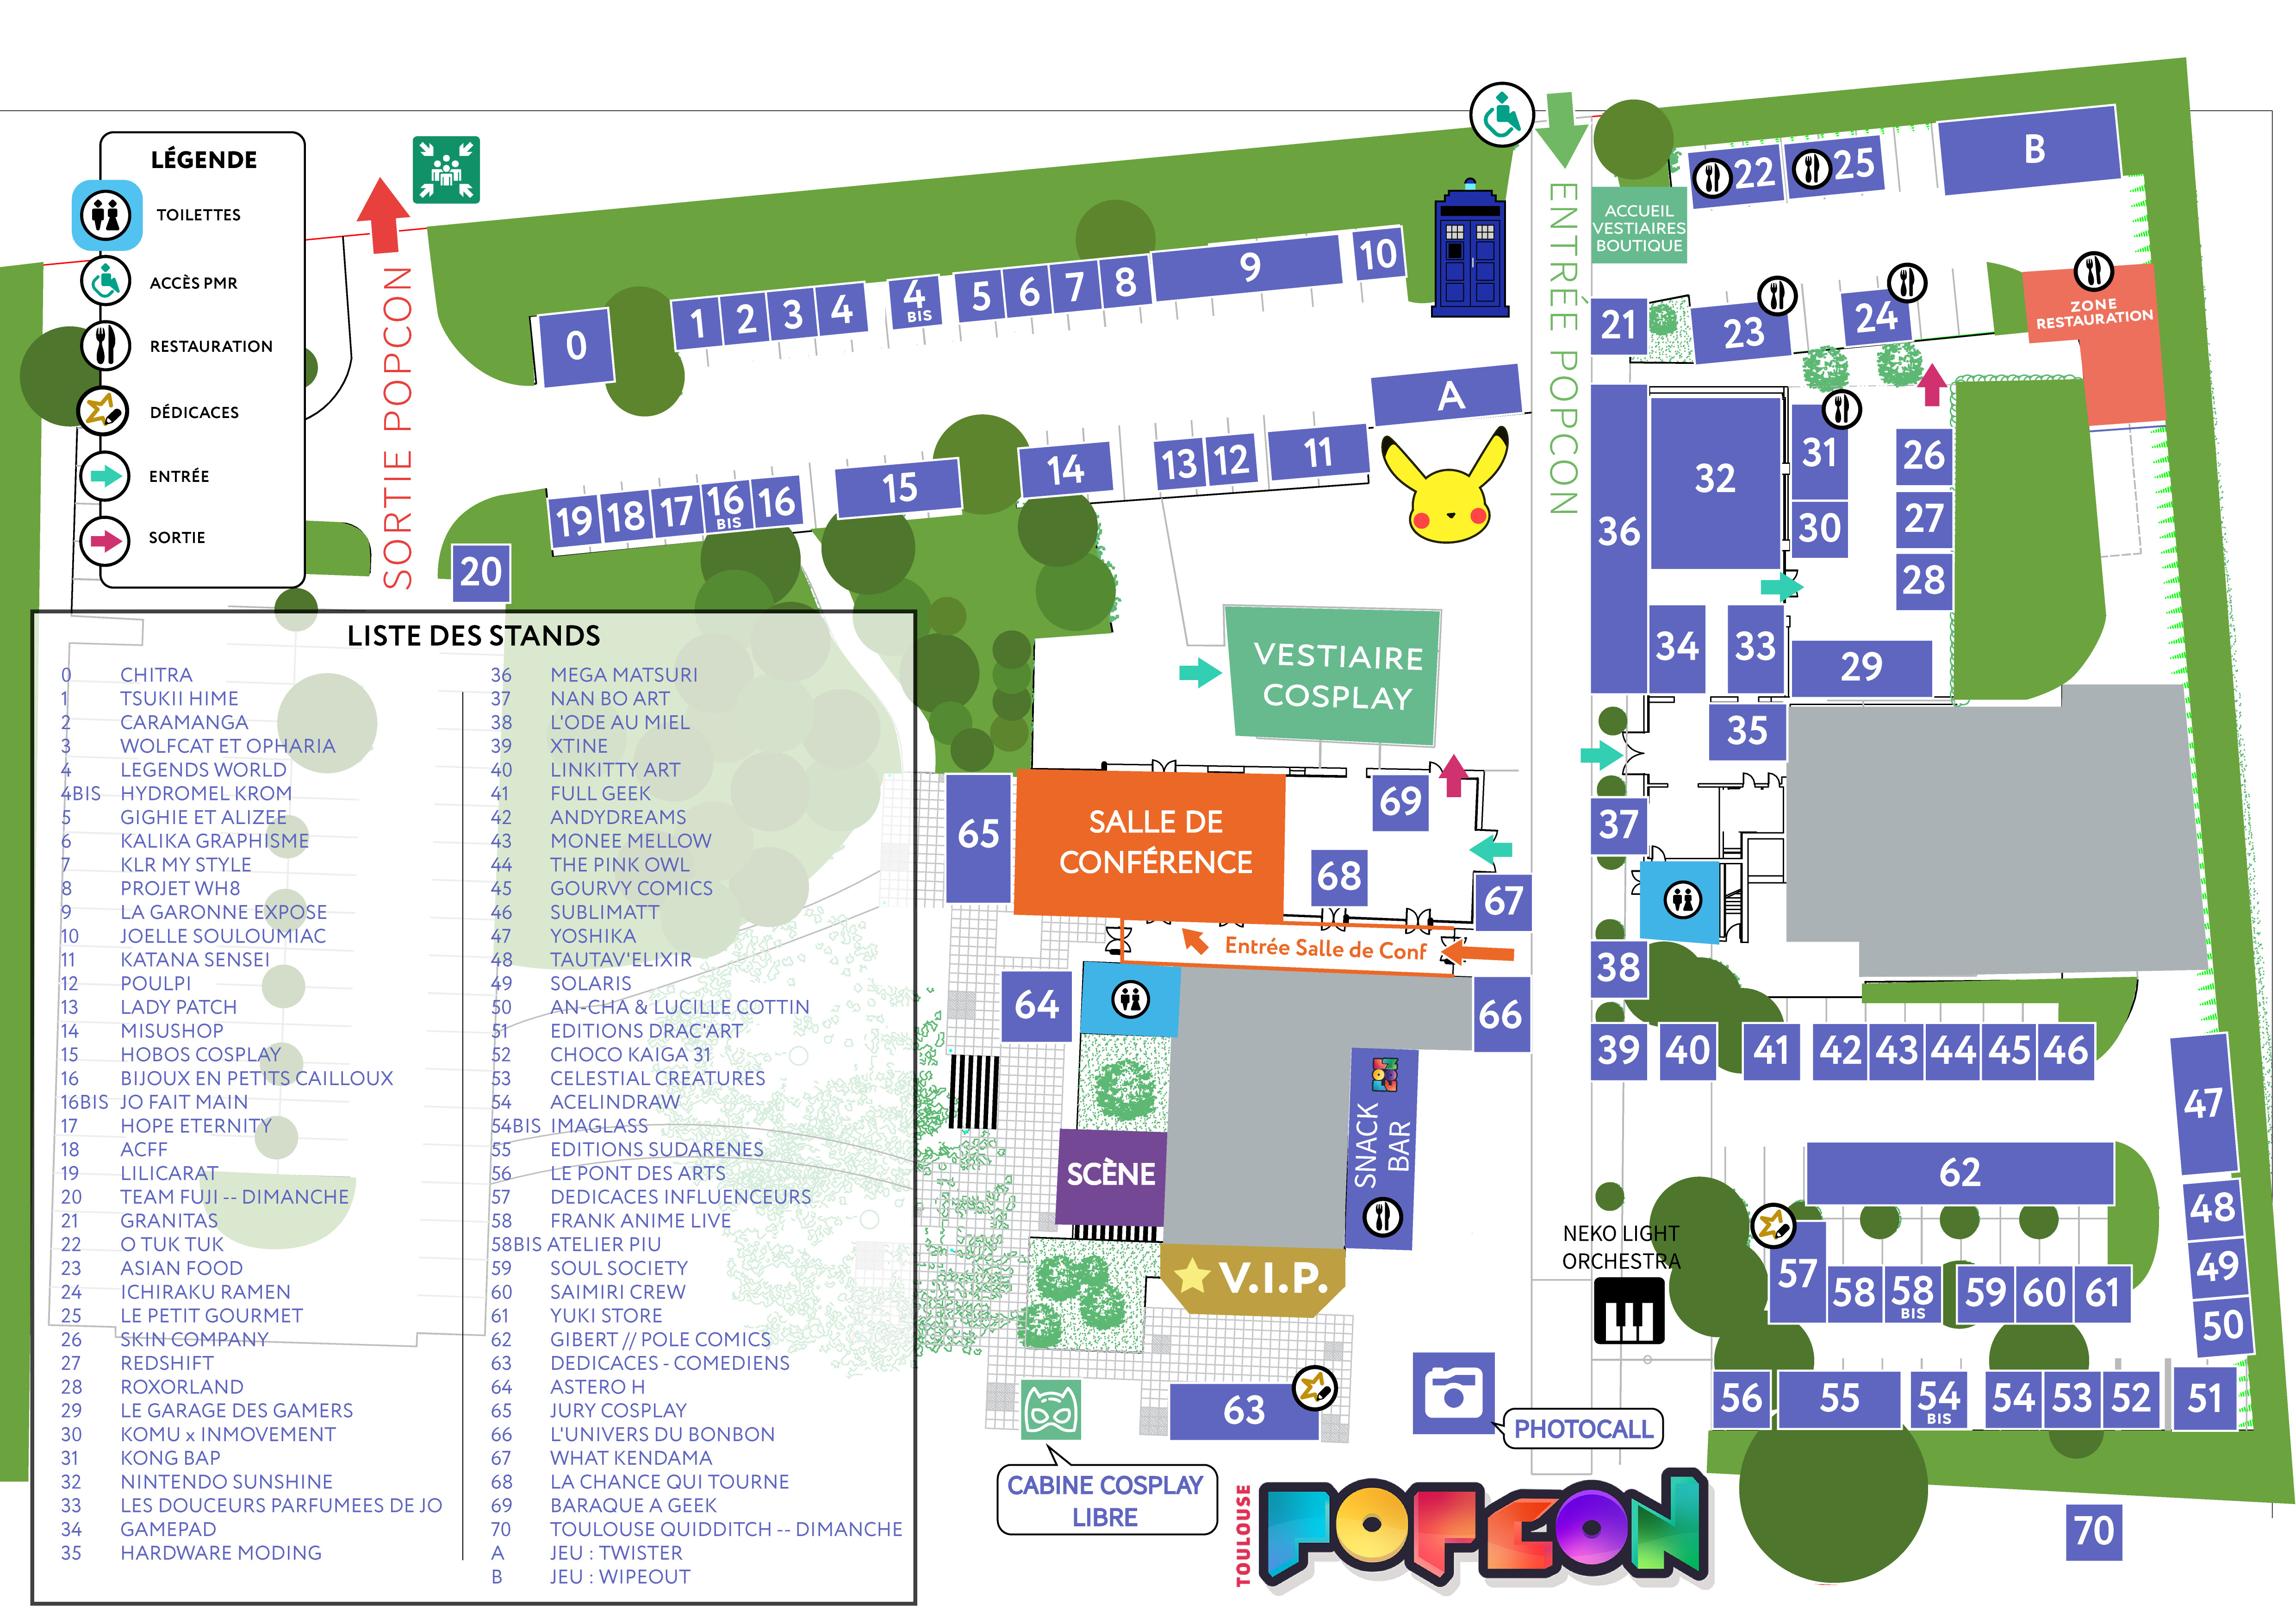 LÉGENDE
TOILETTES
ACCÈS PMR
RESTAURATION
DÉDICACES
ENTRÉE
SORTIE
SORTIE POPCON
ENTRÉE POPCON
ACCUEIL
VESTIAIRES
BOUTIQUE
22
25
B
0
1
2
3
4
4
BIS
5
6
7
8
9
10
21
23
24
ZONE
RESTAURATION
A
19
18
17
16
BIS
16
15
14
13
12
11
20
36
32
31
30
26
27
28
34
33
29
35
VESTIAIRE
COSPLAY
65
SALLE DE
CONFÉRENCE
69
68
67
37
Entrée Salle de Conf
38
64
66
39
40
41
42
43
44
45
46
47
POPCON
SNACK
BAR
SCÈNE
V.I.P.
62
48
49
50
NEKO LIGHT
ORCHESTRA
57
58
58
BIS
59
60
61
63
PHOTOCALL
56
55
54
BIS
54
53
52
51
CABINE COSPLAY
LIBRE
TOULOUSE
POPCON
70
LISTE DES STANDS
0 CHITRA
1 TSUKII HIME
2 CARAMANGA
3 WOLFCAT ET OPHARIA
4 LEGENDS WORLD
4BIS HYDROMEL KROM
5 GIGHIE ET ALIZEE
6 KALIKA GRAPHISME
7 KLR MY STYLE
8 PROJET WH8
9 LA GARONNE EXPOSE
10 JOELLE SOULOUMIAC
11 KATANA SENSEI
12 POULPI
13 LADY PATCH
14 MISUSHOP
15 HOBOS COSPLAY
16 BIJOUX EN PETITS CAILLOUX
16BIS JO FAIT MAIN
17 HOPE ETERNITY
18 ACFF
19 LILICARAT
20 TEAM FUJI -- DIMANCHE
21 GRANITAS
22 O TUK TUK
23 ASIAN FOOD
24 ICHIRAKU RAMEN
25 LE PETIT GOURMET
26 SKIN COMPANY
27 REDSHIFT
28 ROXORLAND
29 LE GARAGE DES GAMERS
30 KOMU x INMOVEMENT
31 KONG BAP
32 NINTENDO SUNSHINE
33 LES DOUCEURS PARFUMEES DE JO
34 GAMEPAD
35 HARDWARE MODING
36 MEGA MATSURI
37 NAN BO ART
38 L'ODE AU MIEL
39 XTINE
40 LINKITTY ART
41 FULL GEEK
42 ANDYDREAMS
43 MONEE MELLOW
44 THE PINK OWL
45 GOURVY COMICS
46 SUBLIMATT
47 YOSHIKA
48 TAUTAV'ELIXIR
49 SOLARIS
50 AN-CHA & LUCILLE COTTIN
51 EDITIONS DRAC'ART
52 CHOCO KAIGA 31
53 CELESTIAL CREATURES
54 ACELINDRAW
54BIS IMAGLASS
55 EDITIONS SUDARENES
56 LE PONT DES ARTS
57 DEDICACES INFLUENCEURS
58 FRANK ANIME LIVE
58BIS ATELIER PIU
59 SOUL SOCIETY
60 SAIMIRI CREW
61 YUKI STORE
62 GIBERT // POLE COMICS
63 DEDICACES - COMEDIENS
64 ASTERO H
65 JURY COSPLAY
66 L'UNIVERS DU BONBON
67 WHAT KENDAMA
68 LA CHANCE QUI TOURNE
69 BARAQUE A GEEK
70 TOULOUSE QUIDDITCH -- DIMANCHE
A JEU : TWISTER
B JEU : WIPEOUT